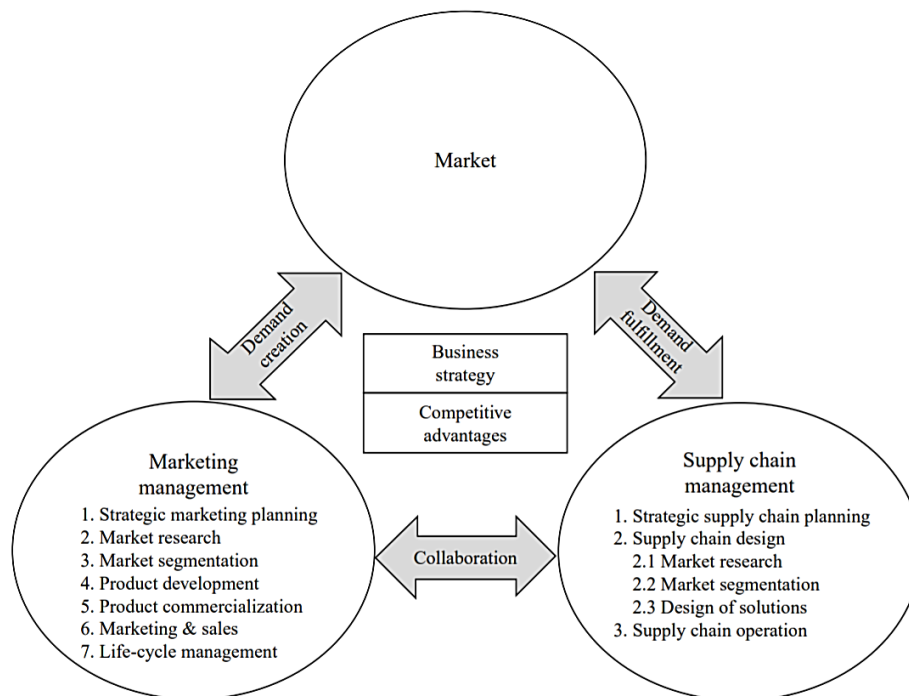 Market
Demand
creation
Demand
fulfillment
Business
strategy
Competitive
advantages
Marketing
management
1. Strategic marketing planning
2. Market research
3. Market segmentation
4. Product development
5. Product commercialization
6. Marketing & sales
7. Life-cycle management
Collaboration
Supply chain
management
1. Strategic supply chain planning
2. Supply chain design
2.1 Market research
2.2 Market segmentation
2.3 Design of solutions
3. Supply chain operation